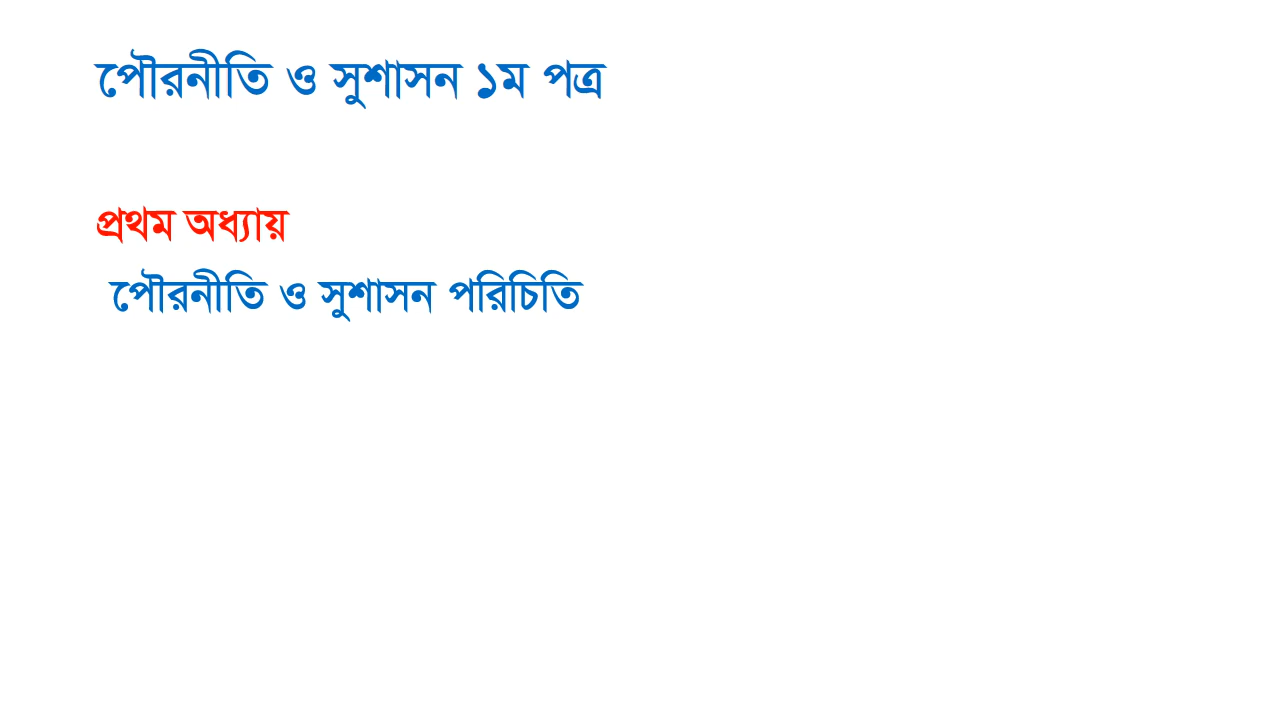 পৌরনীতি ও সুশাসন ১ম পত্র
প্রথম অধ্যায়
পৌরনীতি ও সুশাসন পরিচিতি